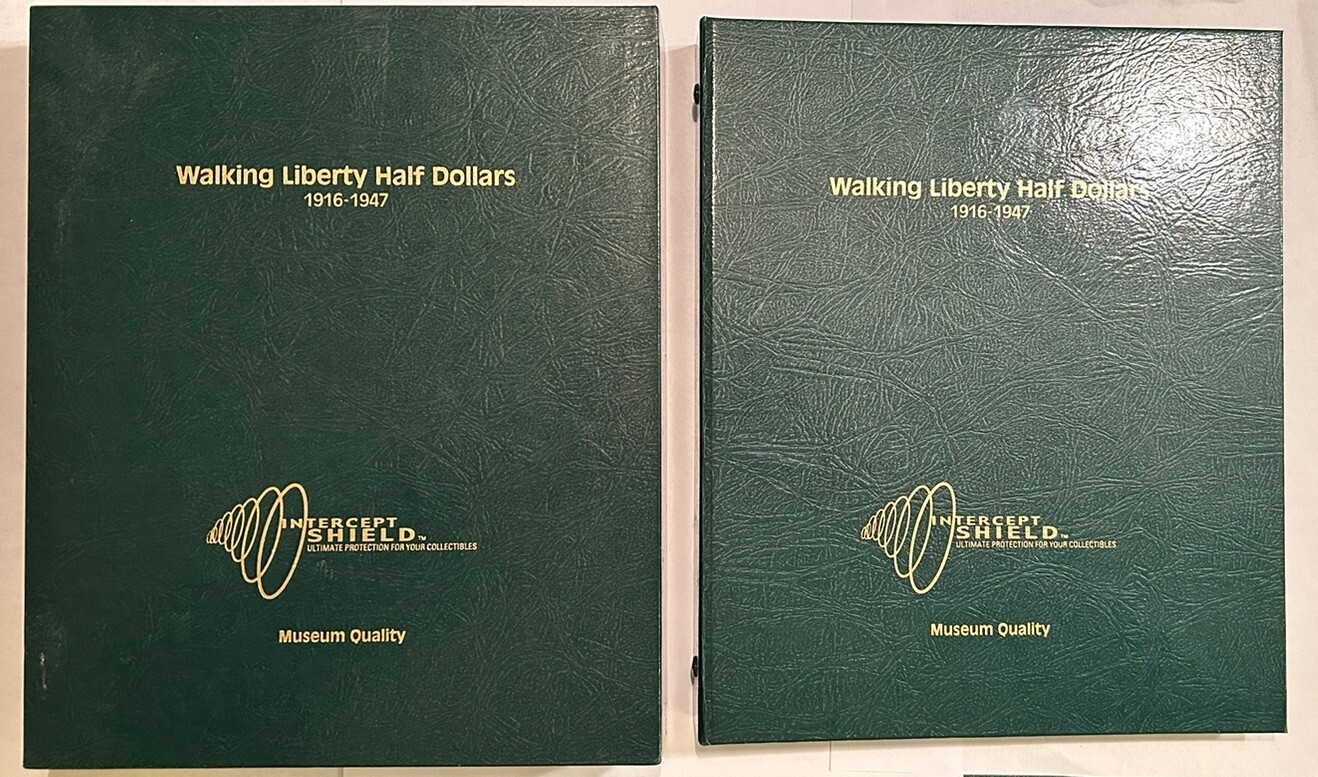 Walking Liberty Half Dollars
1916-1947
INTERCEPT
SHIELD™
ULTIMATE PROTECTION FOR YOUR COLLECTIBLES
Museum Quality
Walking Liberty Half Dollars
1916-1947
INTERCEPT
SHIELD™
ULTIMATE PROTECTION FOR YOUR COLLECTIBLES
Museum Quality